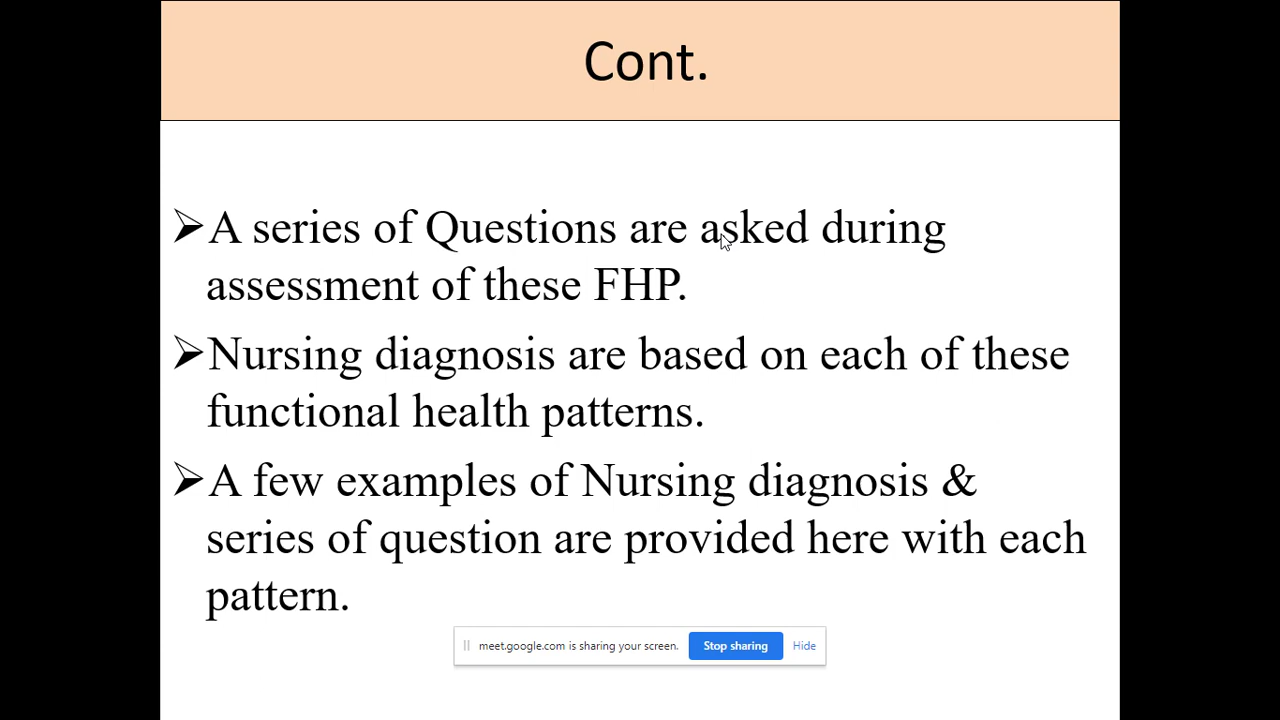 Cont.
➢A series of Questions are asked during
assessment of these FHP.
➢Nursing diagnosis are based on each of these
functional health patterns.
➢A few examples of Nursing diagnosis &
series of question are provided here with each
pattern.
meet.google.com is sharing your screen. Stop sharing Hide